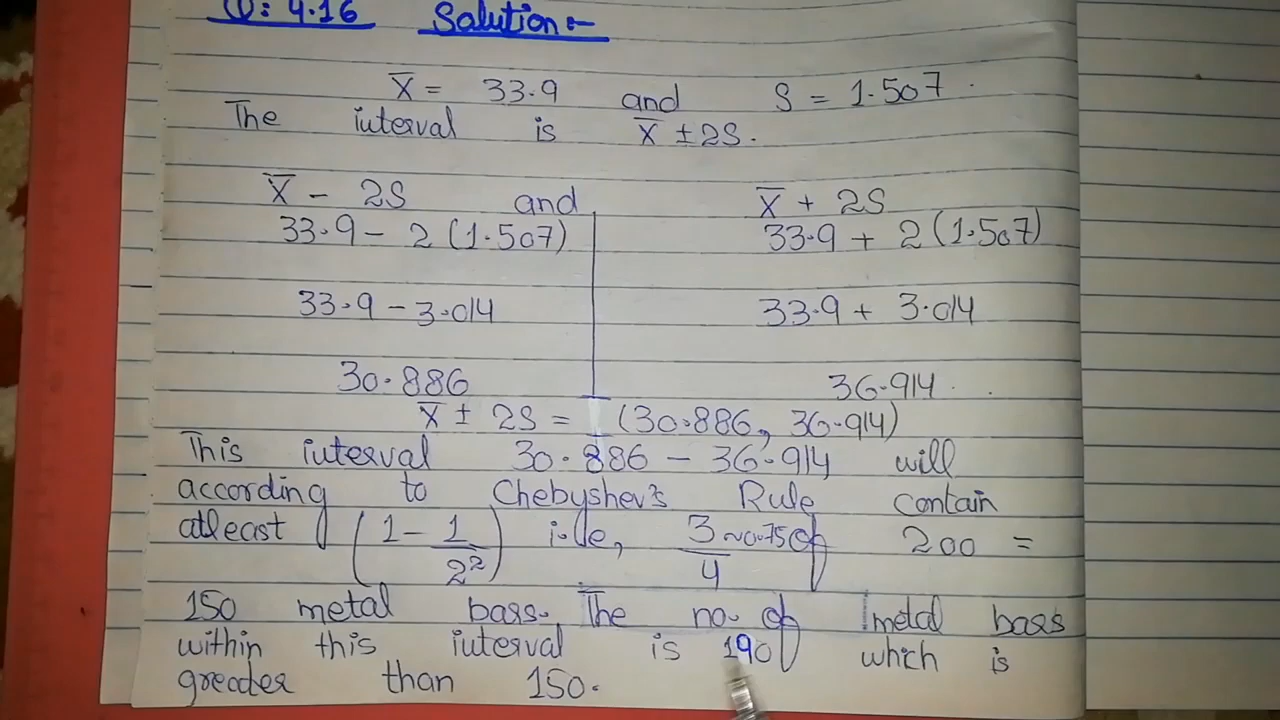 Q: 4.16 Solution:-
X̄ = 33.9 and S = 1.507.
The interval is X̄ ± 2S.
X̄ - 2S and X̄ + 2S
33.9 - 2(1.507) 33.9 + 2(1.507)
33.9 - 3.014 33.9 + 3.014
30.886 36.914.
X̄ ± 2S = (30.886, 36.914)
This interval 30.886 - 36.914 will
according to Chebyshev's Rule contain
atleast (1 - 1/2²) i.e, 3/4 ~0.75 of 200 =
150 metal bars. The no. of metal bars
within this interval is 190 which is
greater than 150.